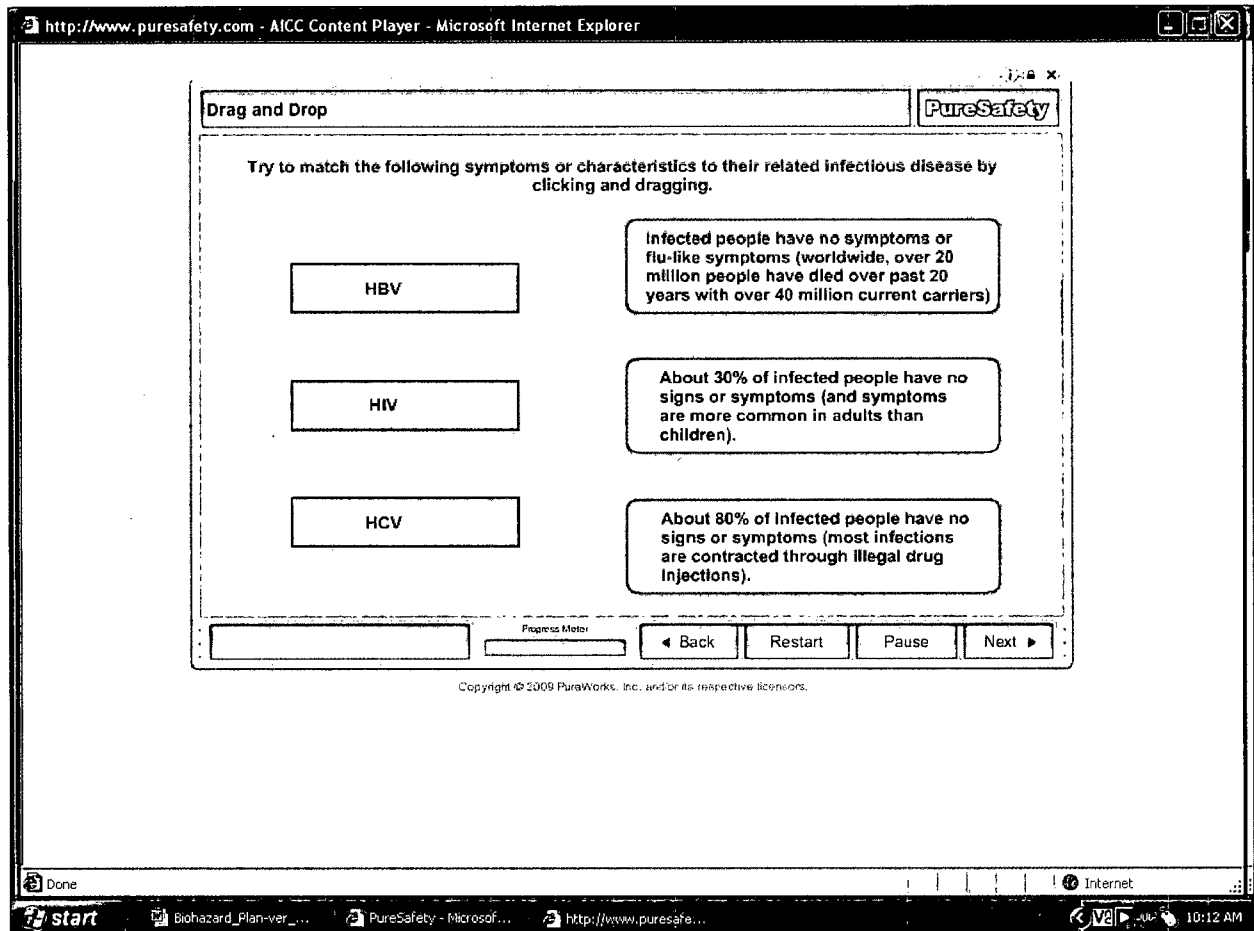 http://www.puresafety.com - AICC Content Player - Microsoft Internet Explorer
Drag and Drop
PureSafety
Try to match the following symptoms or characteristics to their related infectious disease by
clicking and dragging.
HBV
Infected people have no symptoms or
flu-like symptoms (worldwide, over 20
million people have died over past 20
years with over 40 million current carriers)
HIV
About 30% of infected people have no
signs or symptoms (and symptoms
are more common in adults than
children).
HCV
About 80% of infected people have no
signs or symptoms (most infections
are contracted through illegal drug
injections).
Progress Meter
Back
Restart
Pause
Next
Copyright © 2009 PureWorks, Inc. and/or its respective licensors.
Done
Internet
start
Biohazard_Plan-ver_...
PureSafety - Microsof...
http://www.puresafe...
10:12 AM